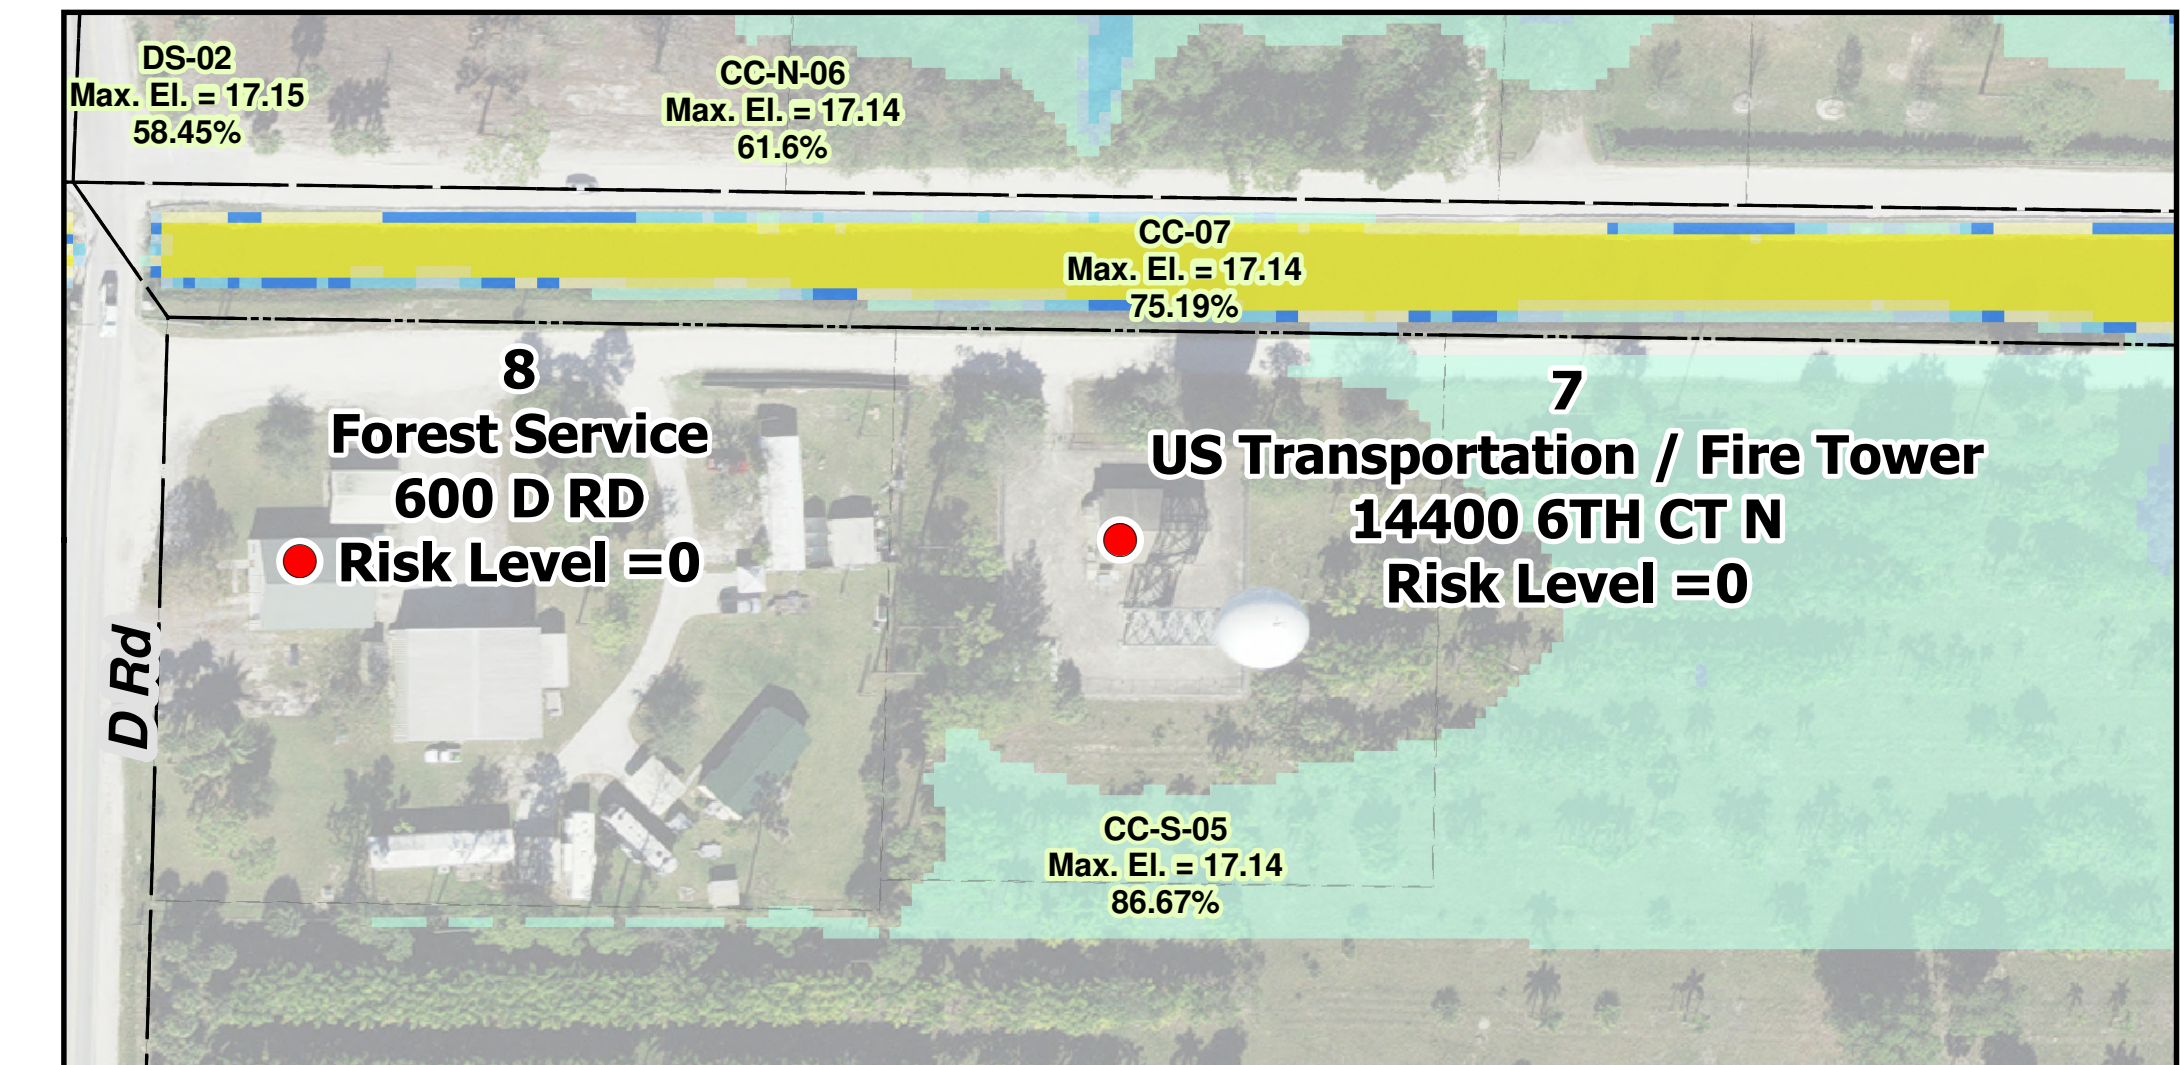 DS-02
Max. El. = 17.15
58.45%
CC-N-06
Max. El. = 17.14
61.6%
CC-07
Max. El. = 17.14
75.19%
8
Forest Service
600 D RD
Risk Level =0
7
US Transportation / Fire Tower
14400 6TH CT N
Risk Level =0
D Rd
CC-S-05
Max. El. = 17.14
86.67%